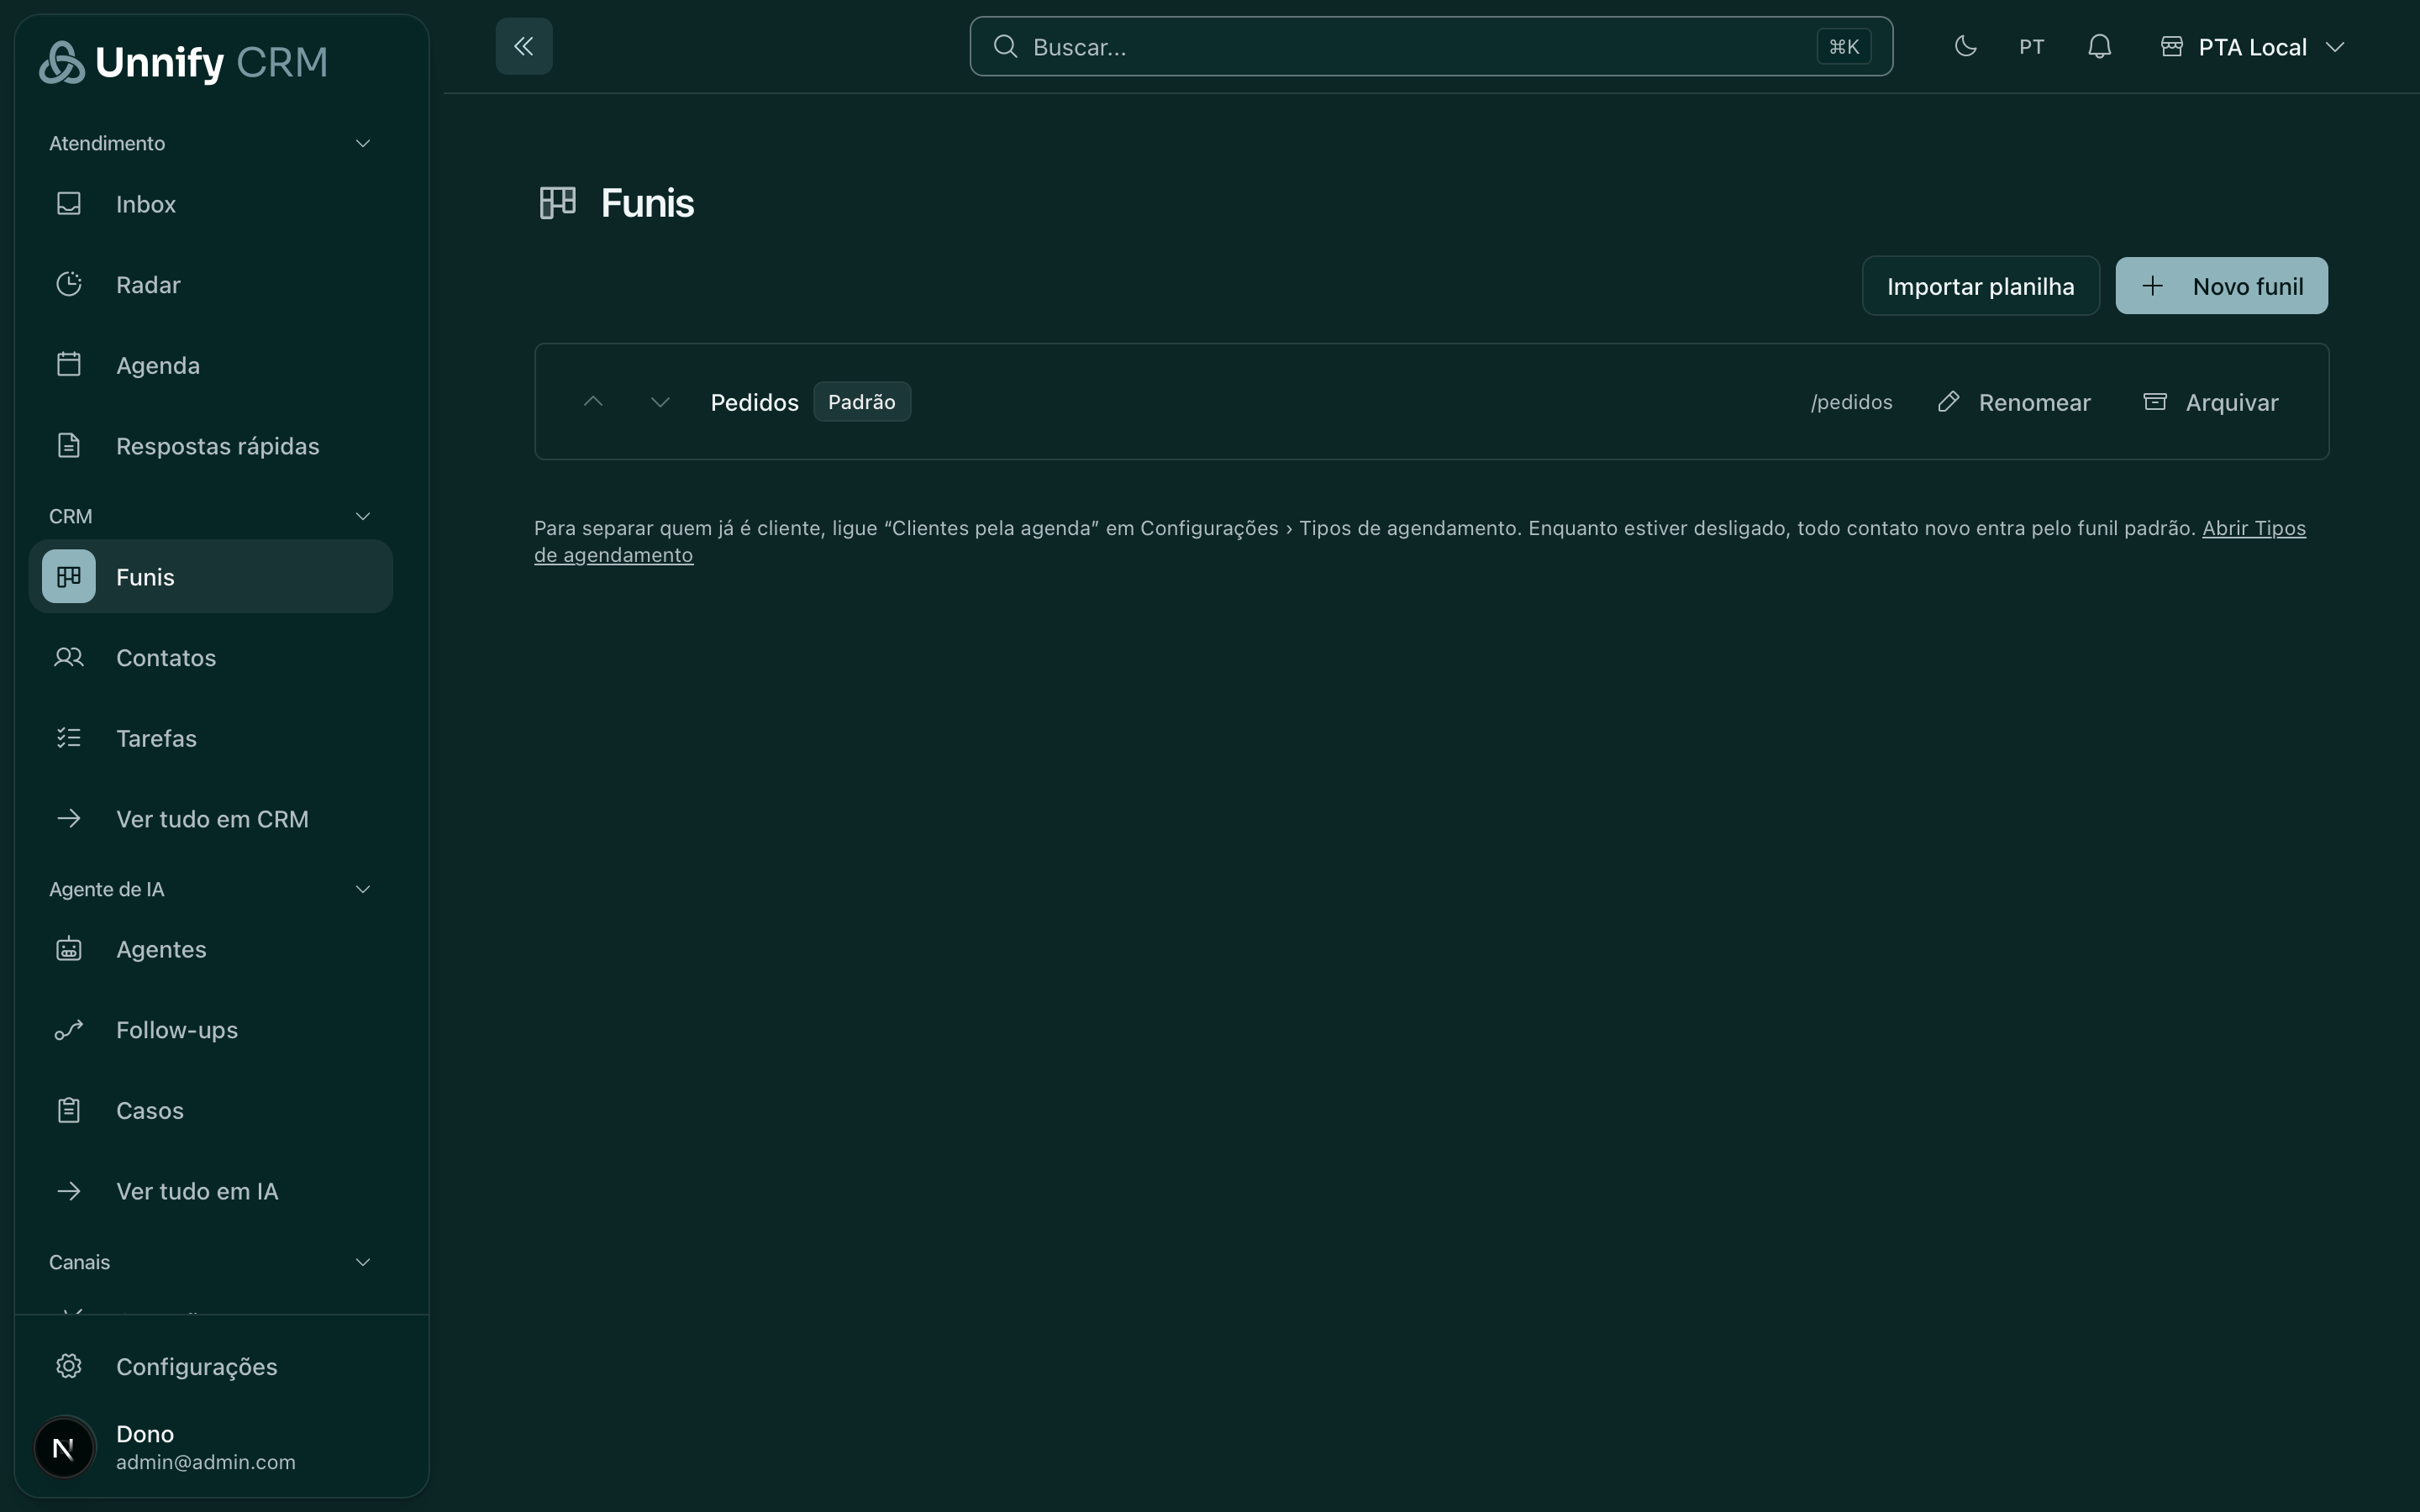 Unnify CRM
Atendimento
Inbox
Radar
Agenda
Respostas rápidas
CRM
Funis
Contatos
Tarefas
Ver tudo em CRM
Agente de IA
Agentes
Follow-ups
Casos
Ver tudo em IA
Canais
Configurações
Dono
admin@admin.com
Buscar...
⌘K
PT
PTA Local
Funis
Importar planilha
Novo funil
Pedidos
Padrão
/pedidos
Renomear
Arquivar
Para separar quem já é cliente, ligue “Clientes pela agenda” em Configurações › Tipos de agendamento. Enquanto estiver desligado, todo contato novo entra pelo funil padrão. Abrir Tipos
de agendamento